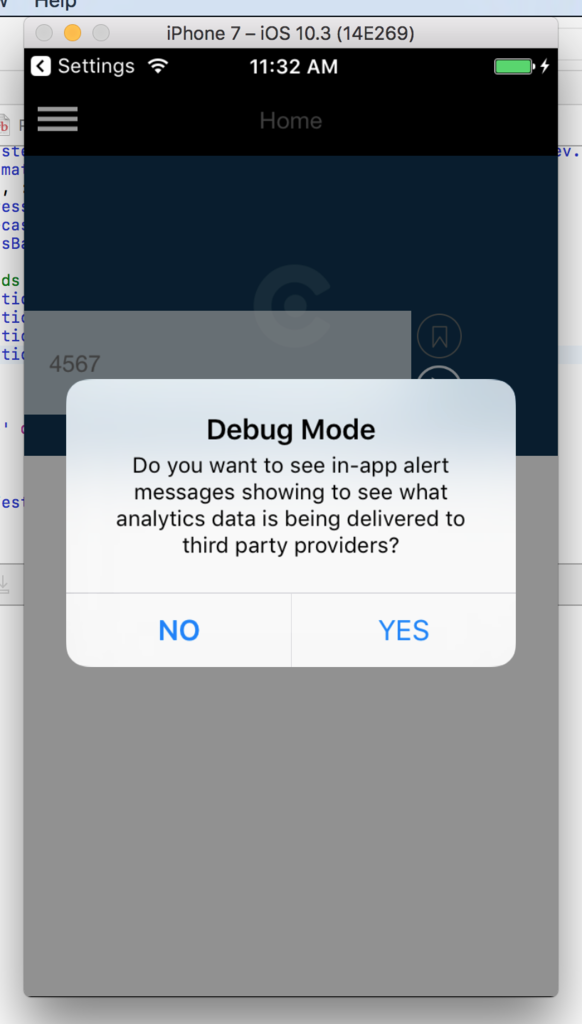 Help
iPhone 7 – iOS 10.3 (14E269)
Settings
11:32 AM
Home
4567
Debug Mode
Do you want to see in-app alert
messages showing to see what
analytics data is being delivered to
third party providers?
NO
YES